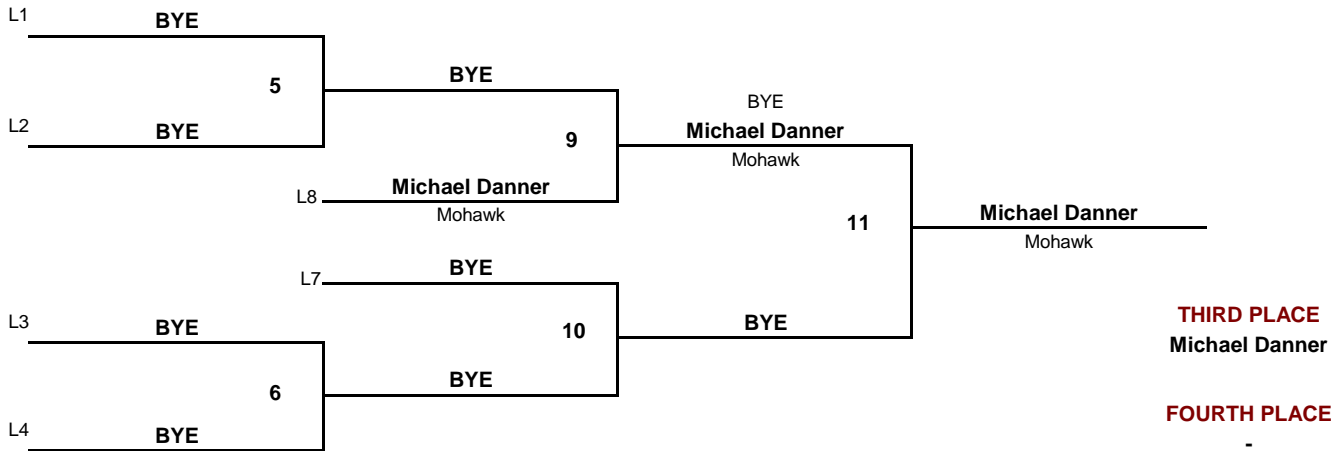 L1
BYE
5
BYE
L2
BYE
9
BYE
Michael Danner
Mohawk
L8
Michael Danner
Mohawk
11
Michael Danner
Mohawk
L7
BYE
L3
BYE
10
BYE
6
BYE
L4
BYE
THIRD PLACE
Michael Danner
FOURTH PLACE
-